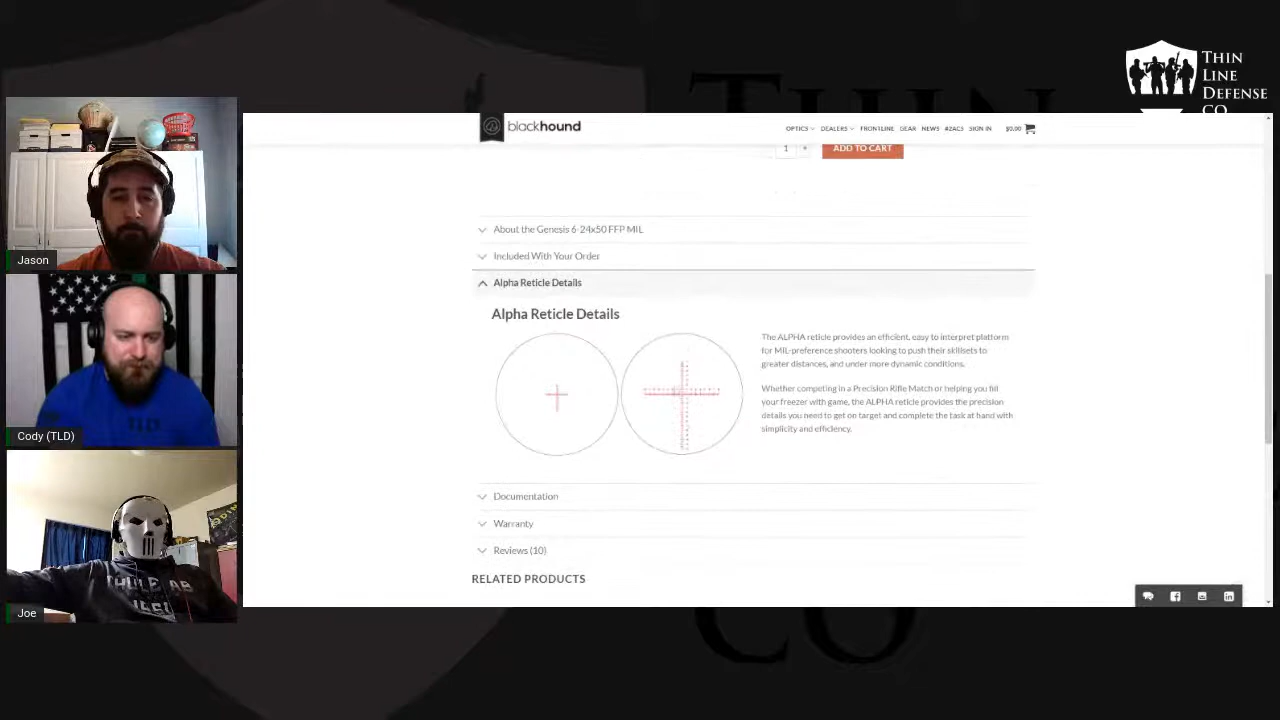 THIN
LINE
DEFENSE
CO
blackhound
OPTICS DEALERS FRONTLINE GEAR NEWS #2ACS SIGN IN $0.00
1 + ADD TO CART
About the Genesis 6-24x50 FFP MIL
Included With Your Order
Alpha Reticle Details
Alpha Reticle Details
The ALPHA reticle provides an efficient, easy to interpret platform
for MIL-preference shooters looking to push their skillsets to
greater distances, and under more dynamic conditions.
Whether competing in a Precision Rifle Match or helping you fill
your freezer with game, the ALPHA reticle provides the precision
details you need to get on target and complete the task at hand with
simplicity and efficiency.
Documentation
Warranty
Reviews (10)
RELATED PRODUCTS
Jason
Cody (TLD)
Joe
THIN
CO